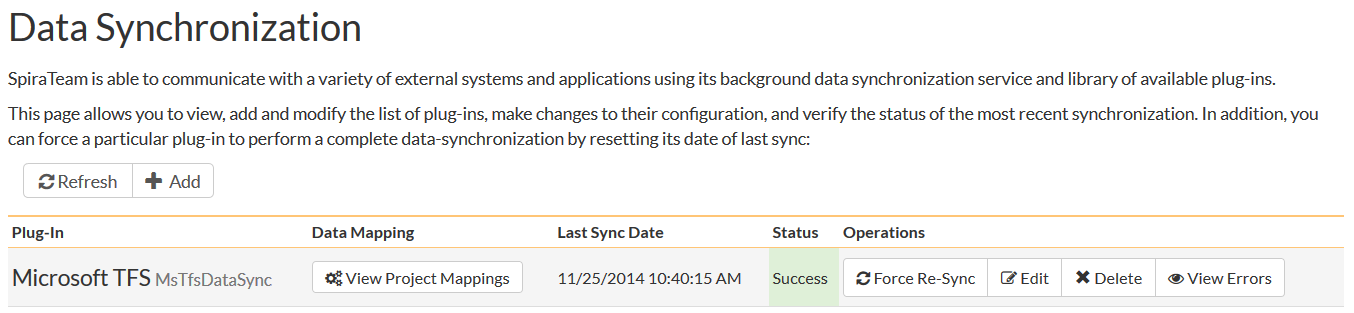 Data Synchronization
SpiraTeam is able to communicate with a variety of external systems and applications using its background data synchronization service and library of available plug-ins.
This page allows you to view, add and modify the list of plug-ins, make changes to their configuration, and verify the status of the most recent synchronization. In addition, you
can force a particular plug-in to perform a complete data-synchronization by resetting its date of last sync:
Refresh Add
Plug-In Data Mapping Last Sync Date Status Operations
Microsoft TFS MsTfsDataSync View Project Mappings 11/25/2014 10:40:15 AM Success Force Re-Sync Edit Delete View Errors